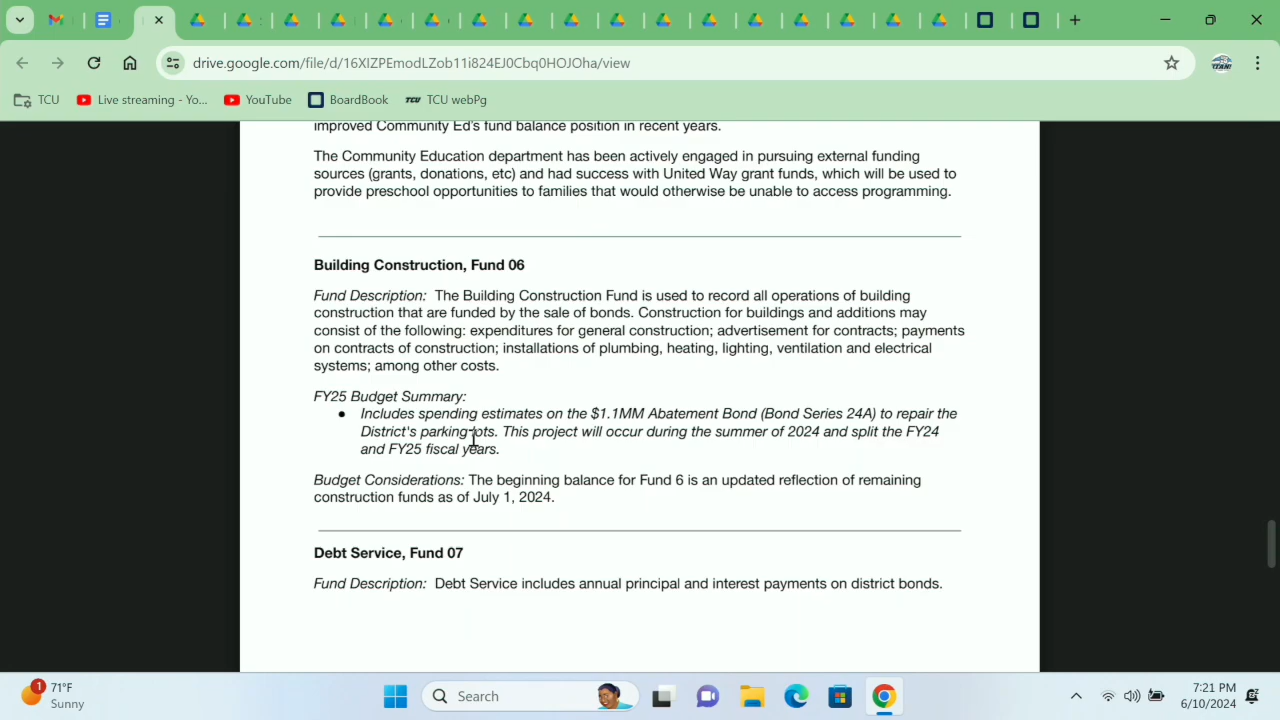 drive.google.com/file/d/16XIZPEmodLZob11i824EJ0Cbq0HOJOha/view
TCU
Live streaming - Yo...
YouTube
BoardBook
TCU TCU webPg
improved Community Ed's fund balance position in recent years.
The Community Education department has been actively engaged in pursuing external funding
sources (grants, donations, etc) and had success with United Way grant funds, which will be used to
provide preschool opportunities to families that would otherwise be unable to access programming.
Building Construction, Fund 06
Fund Description: The Building Construction Fund is used to record all operations of building
construction that are funded by the sale of bonds. Construction for buildings and additions may
consist of the following: expenditures for general construction; advertisement for contracts; payments
on contracts of construction; installations of plumbing, heating, lighting, ventilation and electrical
systems; among other costs.
FY25 Budget Summary:
● Includes spending estimates on the $1.1MM Abatement Bond (Bond Series 24A) to repair the
District's parking lots. This project will occur during the summer of 2024 and split the FY24
and FY25 fiscal years.
Budget Considerations: The beginning balance for Fund 6 is an updated reflection of remaining
construction funds as of July 1, 2024.
Debt Service, Fund 07
Fund Description: Debt Service includes annual principal and interest payments on district bonds.
1
71°F
Sunny
Search
7:21 PM
6/10/2024